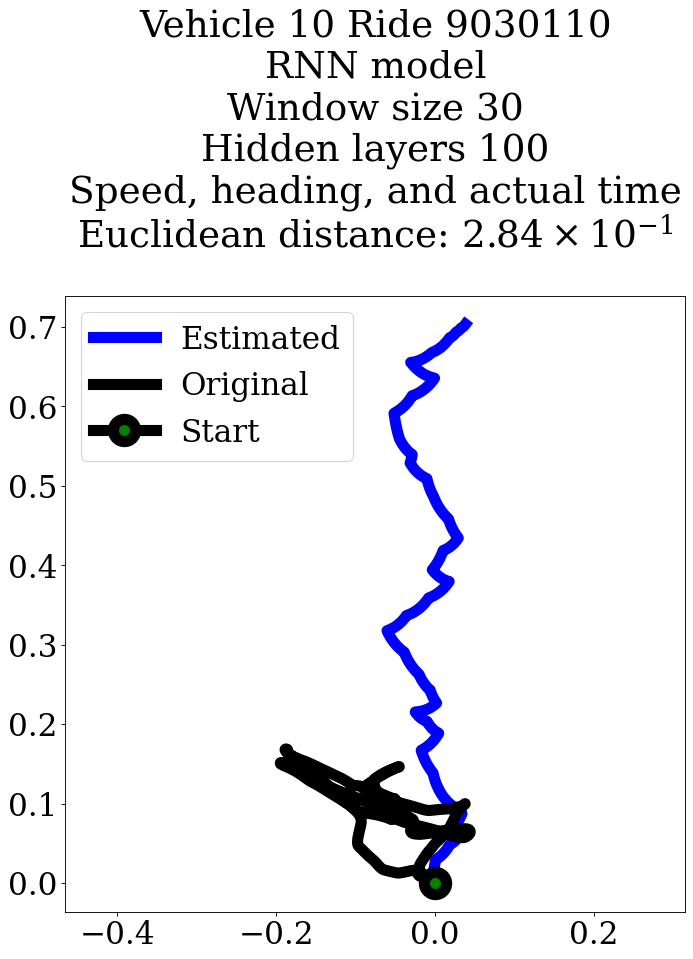 Vehicle 10 Ride 9030110
RNN model
Window size 30
Hidden layers 100
Speed, heading, and actual time
Euclidean distance: 2.84 × 10⁻¹
Estimated
Original
Start
0.7
0.6
0.5
0.4
0.3
0.2
0.1
0.0
−0.4 −0.2 0.0 0.2